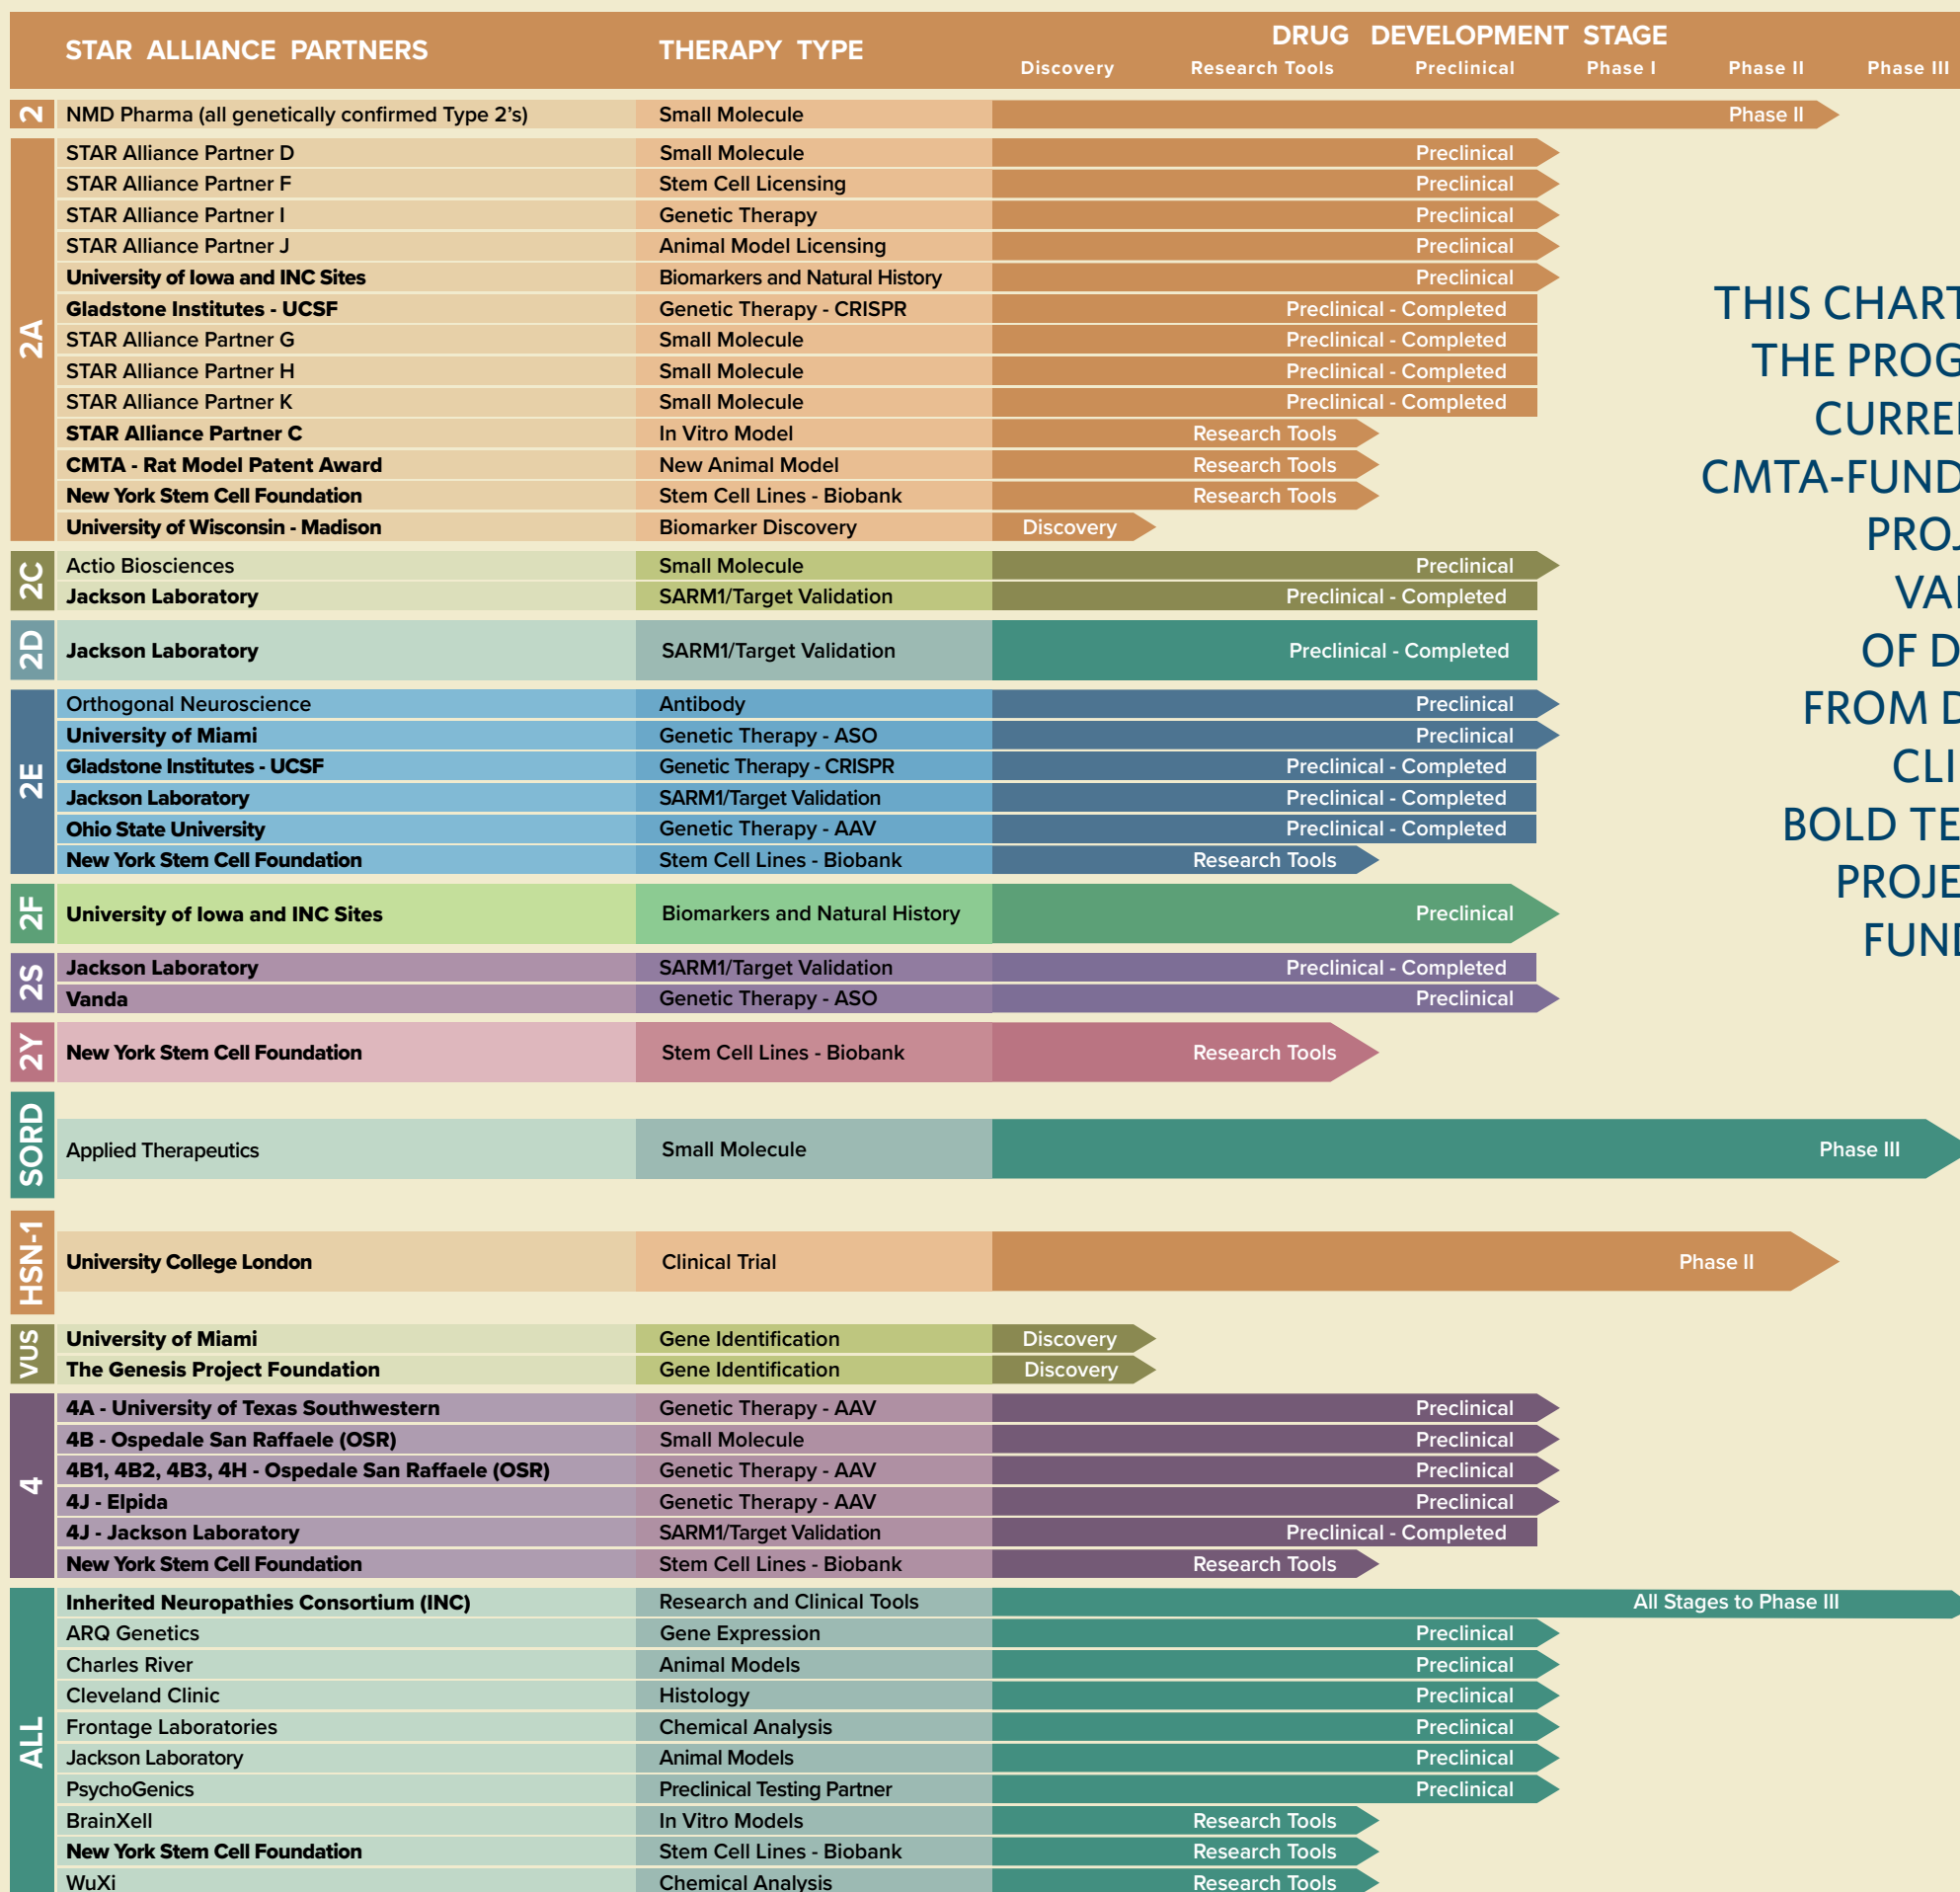 STAR ALLIANCE PARTNERS THERAPY TYPE DRUG DEVELOPMENT STAGE
Discovery Research Tools Preclinical Phase I Phase II Phase III
2 NMD Pharma (all genetically confirmed Type 2’s) Small Molecule Phase II
2A
STAR Alliance Partner D Small Molecule Preclinical
STAR Alliance Partner F Stem Cell Licensing Preclinical
STAR Alliance Partner I Genetic Therapy Preclinical
STAR Alliance Partner J Animal Model Licensing Preclinical
University of Iowa and INC Sites Biomarkers and Natural History Preclinical
Gladstone Institutes - UCSF Genetic Therapy - CRISPR Preclinical - Completed
STAR Alliance Partner G Small Molecule Preclinical - Completed
STAR Alliance Partner H Small Molecule Preclinical - Completed
STAR Alliance Partner K Small Molecule Preclinical - Completed
STAR Alliance Partner C In Vitro Model Research Tools
CMTA - Rat Model Patent Award New Animal Model Research Tools
New York Stem Cell Foundation Stem Cell Lines - Biobank Research Tools
University of Wisconsin - Madison Biomarker Discovery Discovery
2C
Actio Biosciences Small Molecule Preclinical
Jackson Laboratory SARM1/Target Validation Preclinical - Completed
2D Jackson Laboratory SARM1/Target Validation Preclinical - Completed
2E
Orthogonal Neuroscience Antibody Preclinical
University of Miami Genetic Therapy - ASO Preclinical
Gladstone Institutes - UCSF Genetic Therapy - CRISPR Preclinical - Completed
Jackson Laboratory SARM1/Target Validation Preclinical - Completed
Ohio State University Genetic Therapy - AAV Preclinical - Completed
New York Stem Cell Foundation Stem Cell Lines - Biobank Research Tools
2F University of Iowa and INC Sites Biomarkers and Natural History Preclinical
2S
Jackson Laboratory SARM1/Target Validation Preclinical - Completed
Vanda Genetic Therapy - ASO Preclinical
2Y New York Stem Cell Foundation Stem Cell Lines - Biobank Research Tools
SORD Applied Therapeutics Small Molecule Phase III
HSN-1 University College London Clinical Trial Phase II
VUS
University of Miami Gene Identification Discovery
The Genesis Project Foundation Gene Identification Discovery
4
4A - University of Texas Southwestern Genetic Therapy - AAV Preclinical
4B - Ospedale San Raffaele (OSR) Small Molecule Preclinical
4B1, 4B2, 4B3, 4H - Ospedale San Raffaele (OSR) Genetic Therapy - AAV Preclinical
4J - Elpida Genetic Therapy - AAV Preclinical
4J - Jackson Laboratory SARM1/Target Validation Preclinical - Completed
New York Stem Cell Foundation Stem Cell Lines - Biobank Research Tools
ALL
Inherited Neuropathies Consortium (INC) Research and Clinical Tools All Stages to Phase III
ARQ Genetics Gene Expression Preclinical
Charles River Animal Models Preclinical
Cleveland Clinic Histology Preclinical
Frontage Laboratories Chemical Analysis Preclinical
Jackson Laboratory Animal Models Preclinical
PsychoGenics Preclinical Testing Partner Preclinical
BrainXell In Vitro Models Research Tools
New York Stem Cell Foundation Stem Cell Lines - Biobank Research Tools
WuXi Chemical Analysis Research Tools
THIS CHART
THE
OF
FROM
BOLD